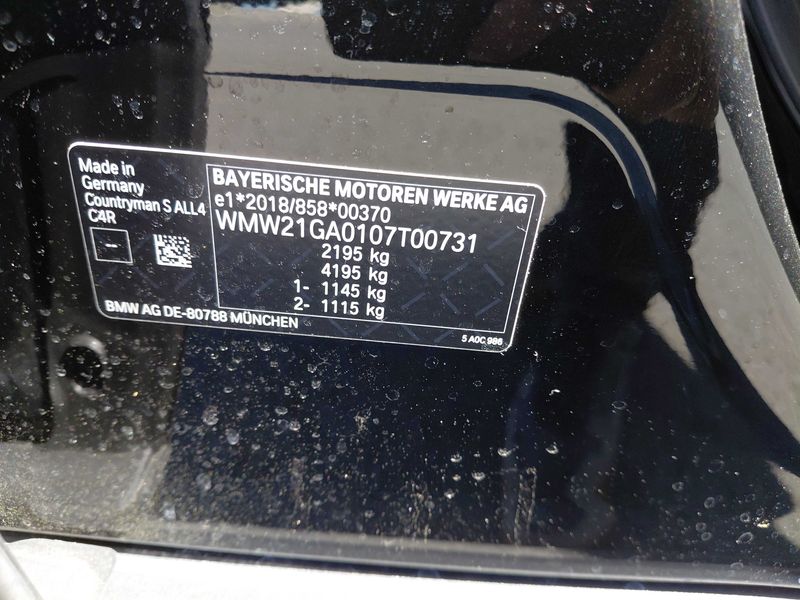 Made in
Germany
Countryman S ALL4
C4R
-
BAYERISCHE MOTOREN WERKE AG
e1*2018/858*00370
WMW21GA0107T00731
2195 kg
4195 kg
1- 1145 kg
2- 1115 kg
BMW AG DE-80788 MÜNCHEN
5 A0C 986